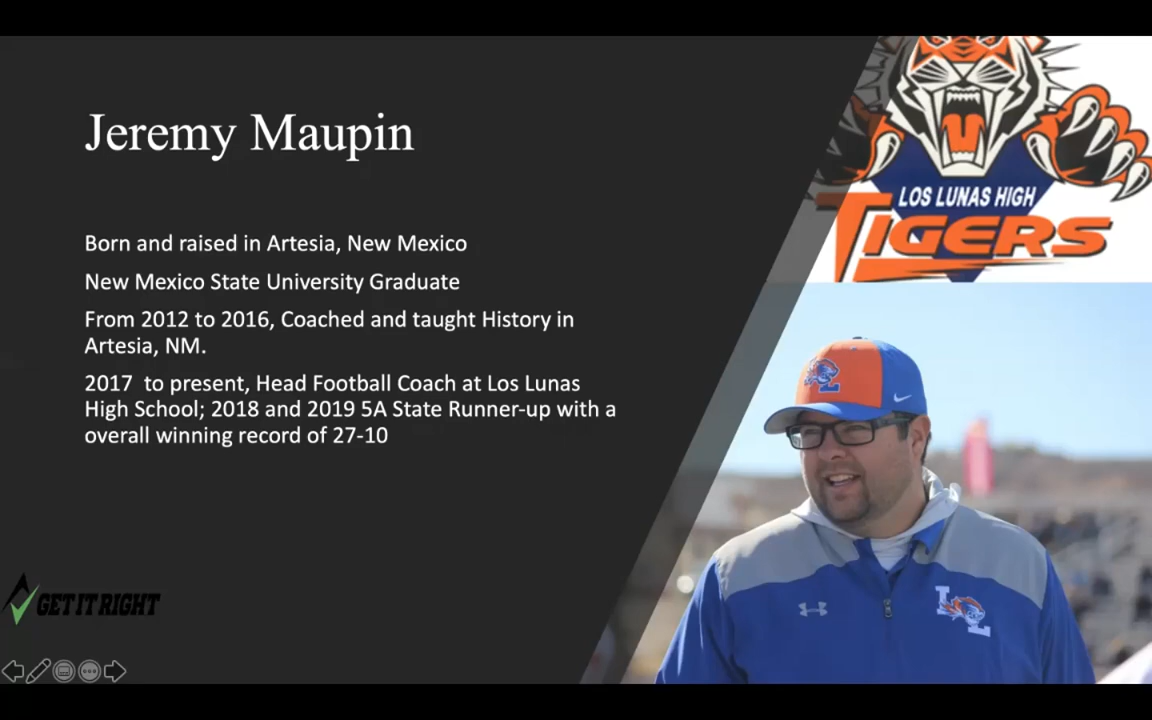 Jeremy Maupin
Born and raised in Artesia, New Mexico
New Mexico State University Graduate
From 2012 to 2016, Coached and taught History in
Artesia, NM.
2017  to present, Head Football Coach at Los Lunas
High School; 2018 and 2019 5A State Runner-up with a
overall winning record of 27-10
LOS LUNAS HIGH
TIGERS
LL
LL
GET IT RIGHT